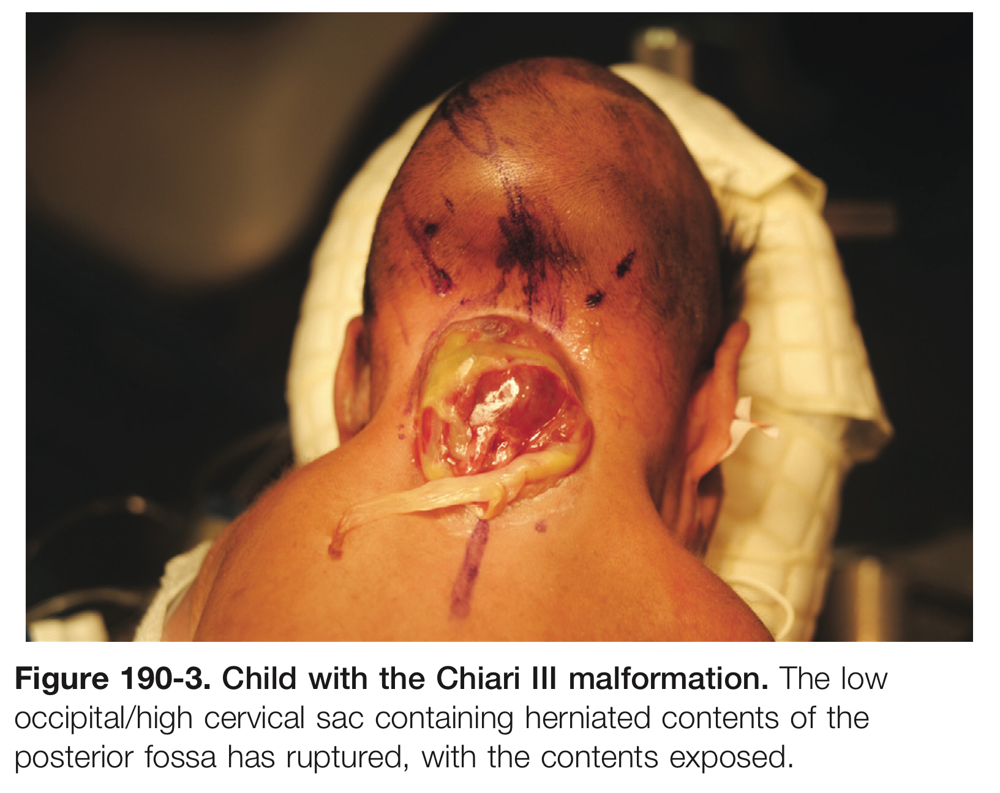 Figure 190-3. Child with the Chiari III malformation. The low
occipital/high cervical sac containing herniated contents of the
posterior fossa has ruptured, with the contents exposed.